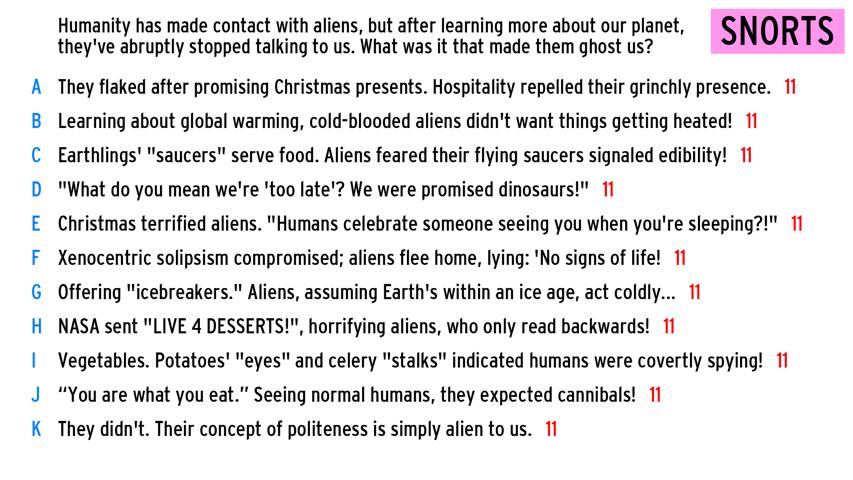 Humanity has made contact with aliens, but after learning more about our planet,
they've abruptly stopped talking to us. What was it that made them ghost us?
SNORTS
A They flaked after promising Christmas presents. Hospitality repelled their grinchly presence. 11
B Learning about global warming, cold-blooded aliens didn't want things getting heated! 11
C Earthlings' "saucers" serve food. Aliens feared their flying saucers signaled edibility! 11
D "What do you mean we're 'too late'? We were promised dinosaurs!" 11
E Christmas terrified aliens. "Humans celebrate someone seeing you when you're sleeping?!" 11
F Xenocentric solipsism compromised; aliens flee home, lying: 'No signs of life! 11
G Offering "icebreakers." Aliens, assuming Earth's within an ice age, act coldly... 11
H NASA sent "LIVE 4 DESSERTS!", horrifying aliens, who only read backwards! 11
I Vegetables. Potatoes' "eyes" and celery "stalks" indicated humans were covertly spying! 11
J “You are what you eat.” Seeing normal humans, they expected cannibals! 11
K They didn't. Their concept of politeness is simply alien to us. 11